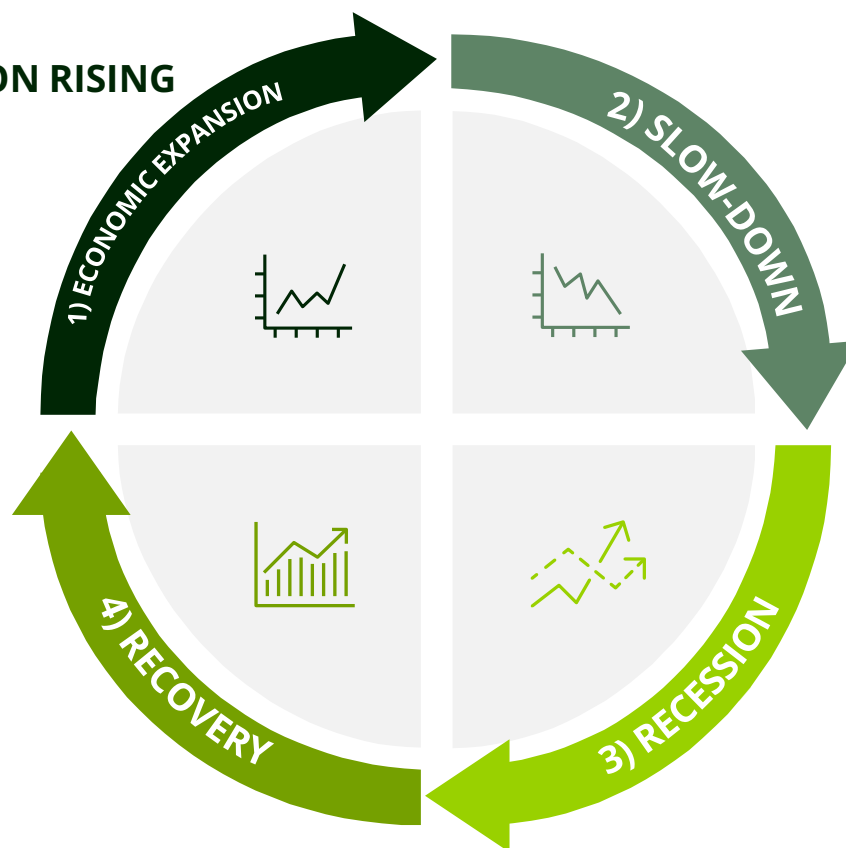 ON RISING
1) ECONOMIC EXPANSION
2) SLOW-DOWN
3) RECESSION
4) RECOVERY